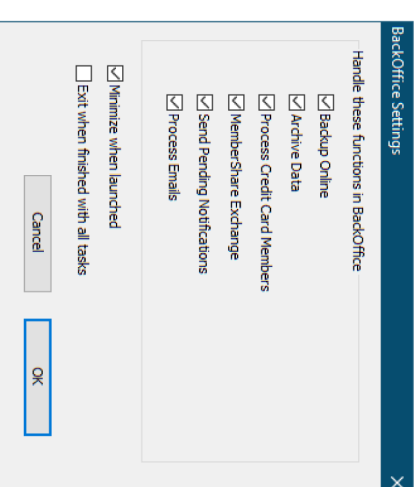 BackOffice Settings
Handle these functions in BackOffice
Backup Online
Archive Data
Process Credit Card Members
MemberShare Exchange
Send Pending Notifications
Process Emails
Minimize when launched
Exit when finished with all tasks
Cancel
OK